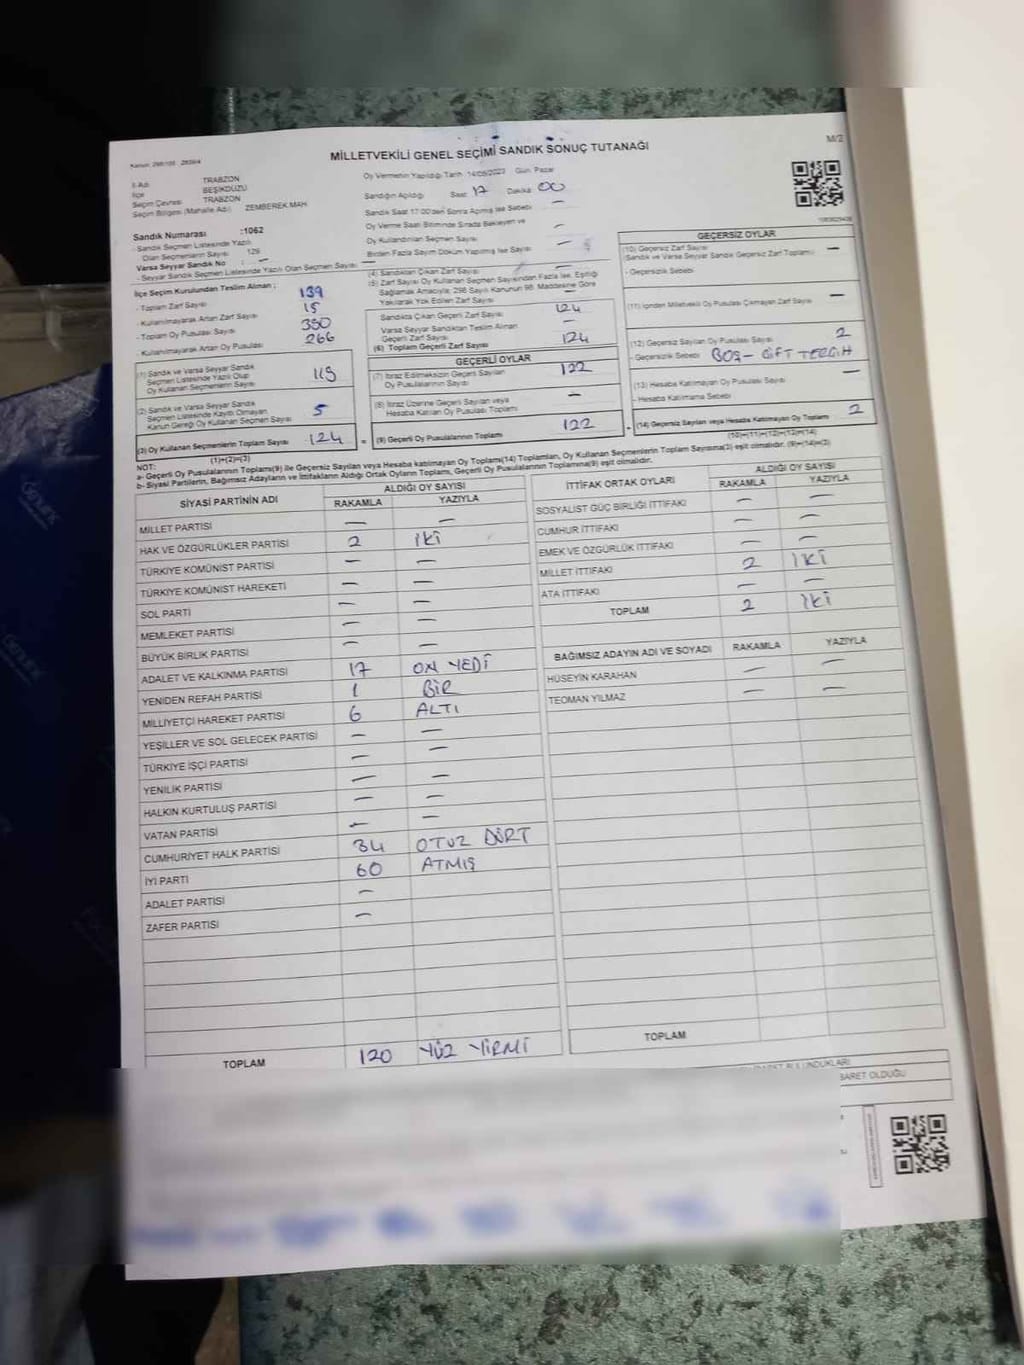 MİLLETVEKİLİ GENEL SEÇİMİ SANDIK SONUÇ TUTANAĞI
M/2
İl Adı TRABZON
İlçe BEŞİKDÜZÜ
Seçim Çevresi TRABZON
Seçim Bölgesi (Mahalle Adı) ZEMBEREK MAH.
Sandık Numarası :1062
- Sandık Seçmen Listesinde Yazılı
Olan Seçmenlerin Sayısı
Varsa Seyyar Sandık No : —
- Seyyar Sandık Seçmen Listesinde Yazılı Olan Seçmen Sayısı —
Oy Vermenin Yapıldığı Tarih 14/05/2023 Gün Pazar
Sandığın Açıldığı Saat 17 Dakika 00
Sandık Saat 17:00'den Sonra Açılmış İse Sebebi —
Oy Verme Saati Bitiminde Sırada Bekleyen ve
Oy Kullandırılan Seçmen Sayısı —
Birden Fazla Sayım Döküm Yapılmış İse Sayısı —
İlçe Seçim Kurulundan Teslim Alınan ;
- Toplam Zarf Sayısı 139
- Kullanılmayarak Artan Zarf Sayısı 15
- Toplam Oy Pusulası Sayısı 350
- Kullanılmayarak Artan Oy Pusulası 266
(1) Sandık ve Varsa Seyyar Sandık
Seçmen Listesinde Yazılı Olup
Oy Kullanan Seçmenlerin Sayısı 119
(2) Sandık ve Varsa Seyyar Sandık
Seçmen Listesinde Kayıtlı Olmayan
Kanun Gereği Oy Kullanan Seçmen Sayısı 5
(3) Oy Kullanan Seçmenlerin Toplam Sayısı 124
(1)+(2)=(3)
(4) Sandıktan Çıkan Zarf Sayısı
(5) Zarf Sayısı Oy Kullanan Seçmen Sayısından Fazla İse, Eşitliği
Sağlamak Amacıyla, 298 Sayılı Kanunun 98. Maddesine Göre
Yakılarak Yok Edilen Zarf Sayısı —
Sandıkta Çıkan Geçerli Zarf Sayısı 124
Varsa Seyyar Sandıktan Teslim Alınan
Geçerli Zarf Sayısı —
(6) Toplam Geçerli Zarf Sayısı 124
GEÇERLİ OYLAR
(7) İtiraz Edilmeksizin Geçerli Sayılan
Oy Pusulalarının Sayısı 122
(8) İtiraz Üzerine Geçerli Sayılan veya
Hesaba Katılan Oy Pusulası Toplamı —
(9) Geçerli Oy Pusulalarının Toplamı 122
GEÇERSİZ OYLAR
(10) Geçersiz Zarf Sayısı
(Sandık ve Varsa Seyyar Sandık Geçersiz Zarf Toplamı) —
- Geçersizlik Sebebi
(11) İçinden Milletvekili Oy Pusulası Çıkmayan Zarf Sayısı —
(12) Geçersiz Sayılan Oy Pusulası Sayısı 2
- Geçersizlik Sebebi BOŞ - ÇİFT TERCİH
(13) Hesaba Katılmayan Oy Pusulası Sayısı —
- Hesaba Katılmama Sebebi
(14) Geçersiz Sayılan veya Hesaba Katılmayan Oy Toplamı 2
(10)+(11)+(12)+(13)=(14)
NOT:
a- Geçerli Oy Pusulalarının Toplamı(9) ile Geçersiz Sayılan veya Hesaba katılmayan Oy Toplamı(14) Toplamları, Oy Kullanan Seçmenlerin Toplam Sayısına(3) eşit olmalıdır. (9)+(14)=(3)
b- Siyasi Partilerin, Bağımsız Adayların ve İttifakların Aldığı Ortak Oyların Toplamı, Geçerli Oy Pusulalarının Toplamına(9) eşit olmalıdır.
SİYASİ PARTİNİN ADI ALDIĞI OY SAYISI
RAKAMLA YAZIYLA
MİLLET PARTİSİ — —
HAK VE ÖZGÜRLÜKLER PARTİSİ 2 İKİ
TÜRKİYE KOMÜNİST PARTİSİ — —
TÜRKİYE KOMÜNİST HAREKETİ — —
SOL PARTİ — —
MEMLEKET PARTİSİ — —
BÜYÜK BİRLİK PARTİSİ — —
ADALET VE KALKINMA PARTİSİ 17 ON YEDİ
YENİDEN REFAH PARTİSİ 1 BİR
MİLLİYETÇİ HAREKET PARTİSİ 6 ALTI
YEŞİLLER VE SOL GELECEK PARTİSİ — —
TÜRKİYE İŞÇİ PARTİSİ — —
YENİLİK PARTİSİ — —
HALKIN KURTULUŞ PARTİSİ — —
VATAN PARTİSİ — —
CUMHURİYET HALK PARTİSİ 34 OTUZ DÖRT
İYİ PARTİ 60 ATMIŞ
ADALET PARTİSİ —
ZAFER PARTİSİ —
TOPLAM 120 YÜZ YİRMİ
İTTİFAK ORTAK OYLARI ALDIĞI OY SAYISI
RAKAMLA YAZIYLA
SOSYALİST GÜÇ BİRLİĞİ İTTİFAKI — —
CUMHUR İTTİFAKI — —
EMEK VE ÖZGÜRLÜK İTTİFAKI — —
MİLLET İTTİFAKI 2 İKİ
ATA İTTİFAKI — —
TOPLAM 2 İKİ
BAĞIMSIZ ADAYIN ADI VE SOYADI RAKAMLA YAZIYLA
HÜSEYİN KARAHAN — —
TEOMAN YILMAZ — —
TOPLAM